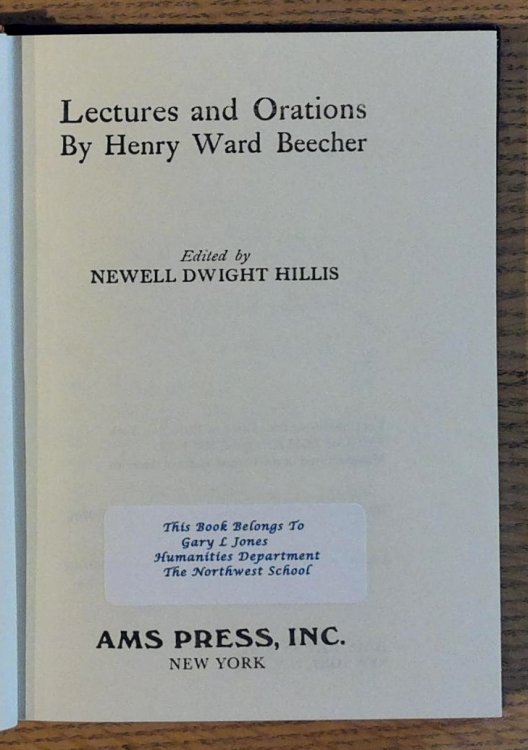 Lectures and Orations
By Henry Ward Beecher
Edited by
NEWELL DWIGHT HILLIS
This Book Belongs To
Gary L Jones
Humanities Department
The Northwest School
AMS PRESS, INC.
NEW YORK